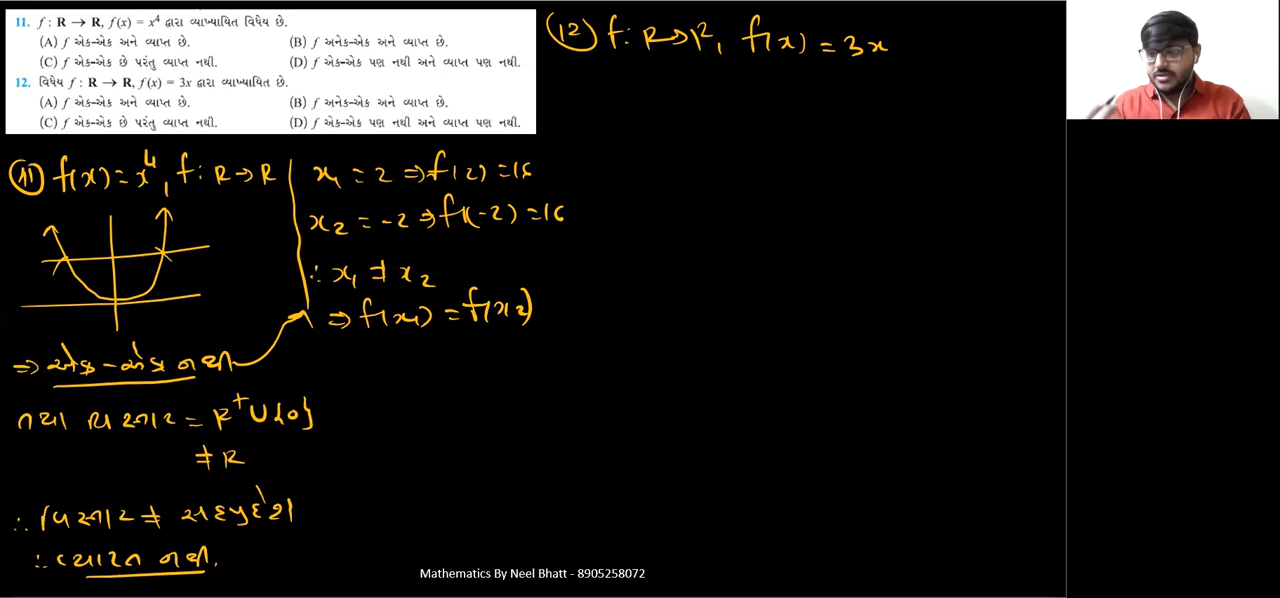 11. f : R → R, f(x) = x⁴ દ્વારા વ્યાખ્યાયિત વિધેય છે.
(A) f એક-એક અને વ્યાપ્ત છે. (B) f અનેક-એક અને વ્યાપ્ત છે.
(C) f એક-એક છે પરંતુ વ્યાપ્ત નથી. (D) f એક-એક પણ નથી અને વ્યાપ્ત પણ નથી.
12. વિધેય f : R → R, f(x) = 3x દ્વારા વ્યાખ્યાયિત છે.
(A) f એક-એક અને વ્યાપ્ત છે. (B) f અનેક-એક અને વ્યાપ્ત છે.
(C) f એક-એક છે પરંતુ વ્યાપ્ત નથી. (D) f એક-એક પણ નથી અને વ્યાપ્ત પણ નથી.
(11) f(x) = x⁴, f: R → R
⇒ એક-એક નથી
તથા વિસ્તાર = R⁺ ∪ {0}
≠ R
∴ વિસ્તાર ≠ સહપ્રદેશ
∴ વ્યાપ્ત નથી.
x₁ = 2 ⇒ f(2) = 16
x₂ = -2 ⇒ f(-2) = 16
∴ x₁ ≠ x₂
⇒ f(x₁) = f(x₂)
(12) f: R → R, f(x) = 3x
Mathematics By Neel Bhatt - 8905258072